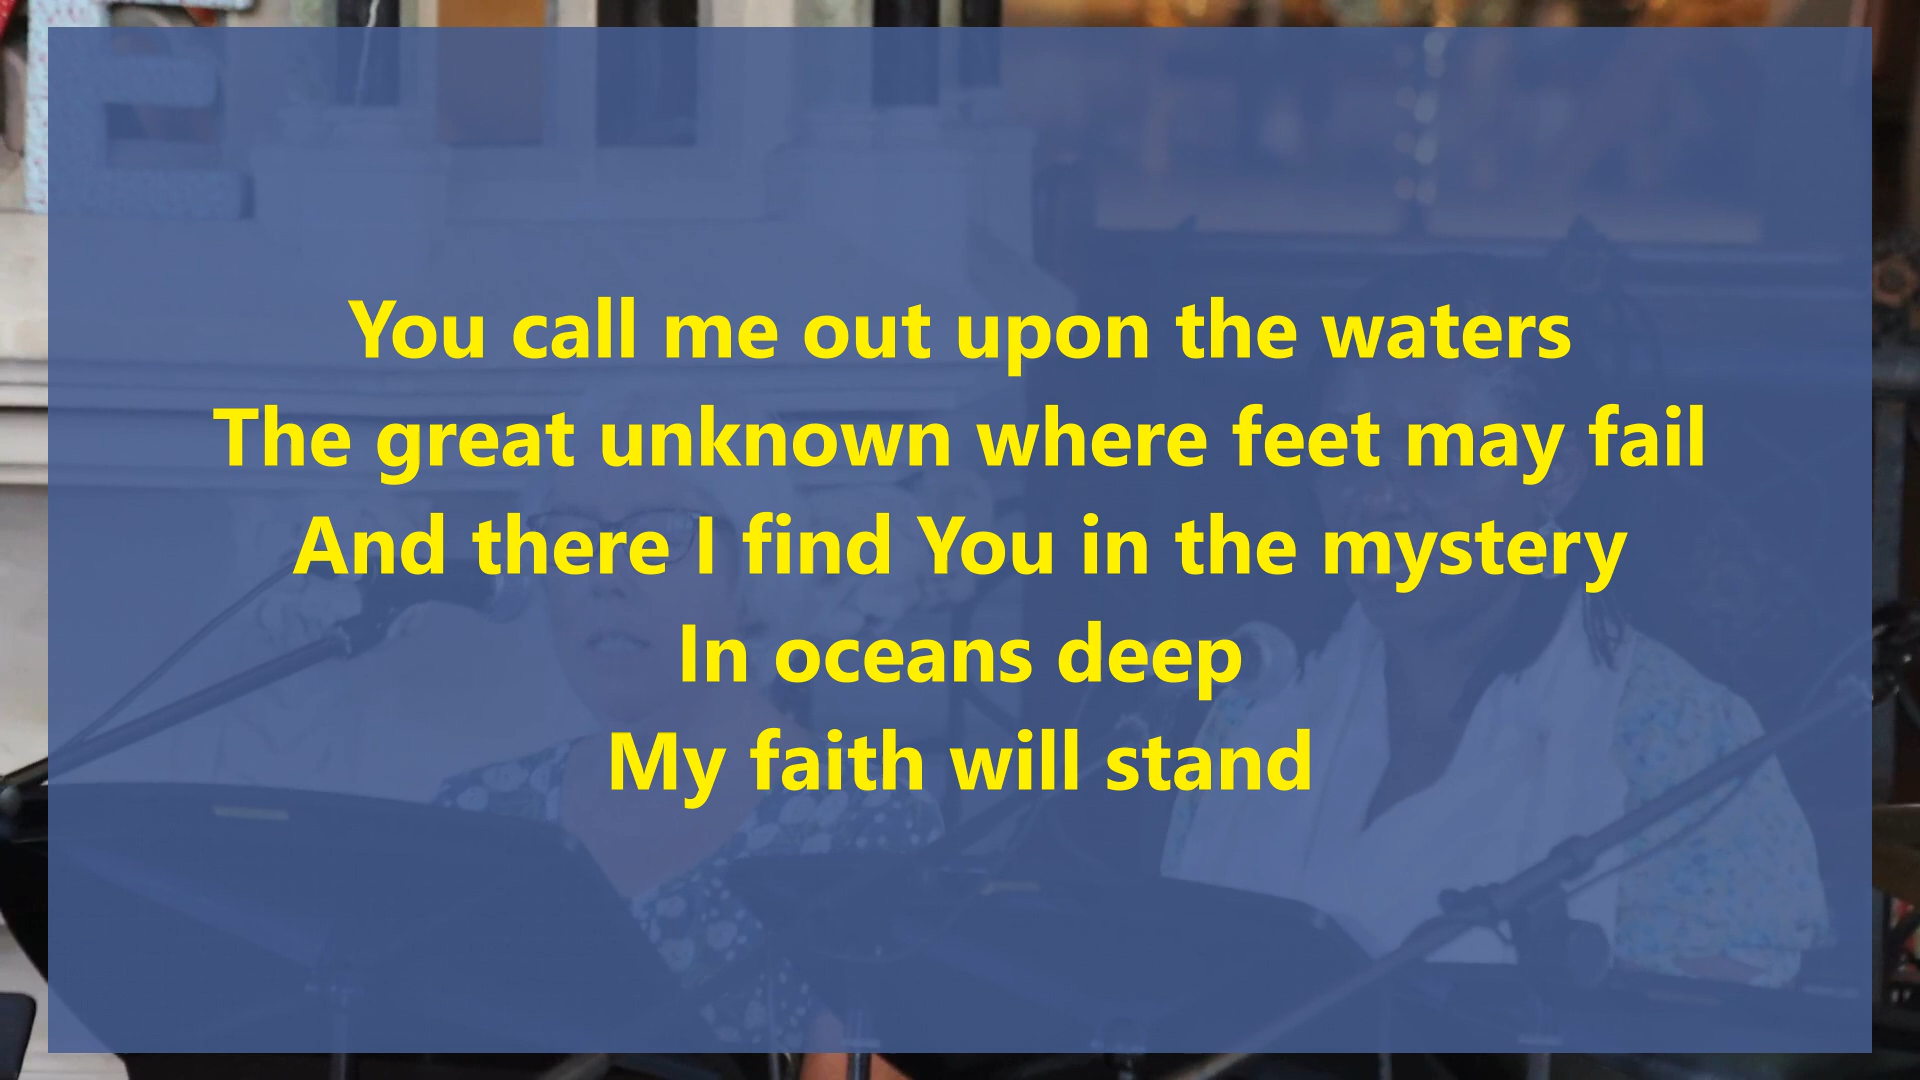 You call me out upon the waters
The great unknown where feet may fail
And there I find You in the mystery
In oceans deep
My faith will stand